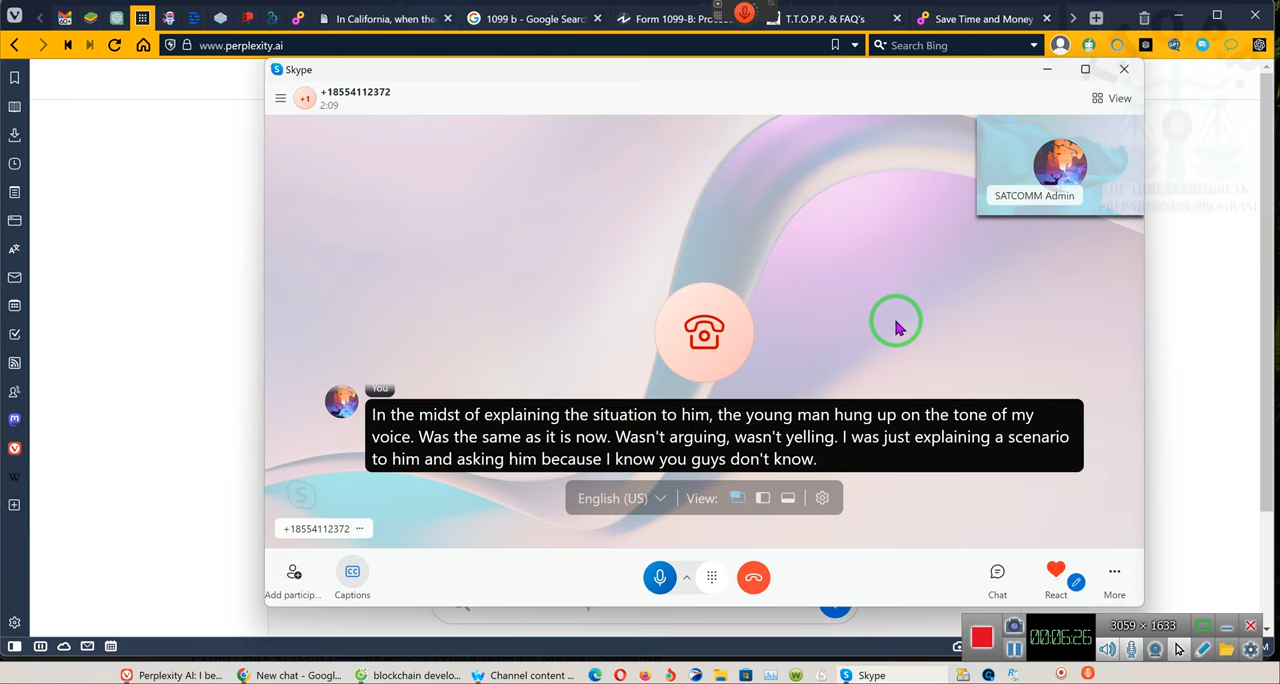 In California, when the
1099 b - Google Sear
Form 1099-B: Pro
T.T.O.P.P. & FAQ's
Save Time and Money
www.perplexity.ai
Search Bing
Skype
+1
+18554112372
2:09
View
SATCOMM Admin
You
In the midst of explaining the situation to him, the young man hung up on the tone of my
voice. Was the same as it is now. Wasn't arguing, wasn't yelling. I was just explaining a scenario
to him and asking him because I know you guys don't know.
English (US)
View:
+18554112372 ...
CC
Add particip...
Captions
Chat
React
More
3059 × 1633
00:06:26
Perplexity AI: I be...
New chat - Googl...
blockchain develo...
Channel content ...
Skype